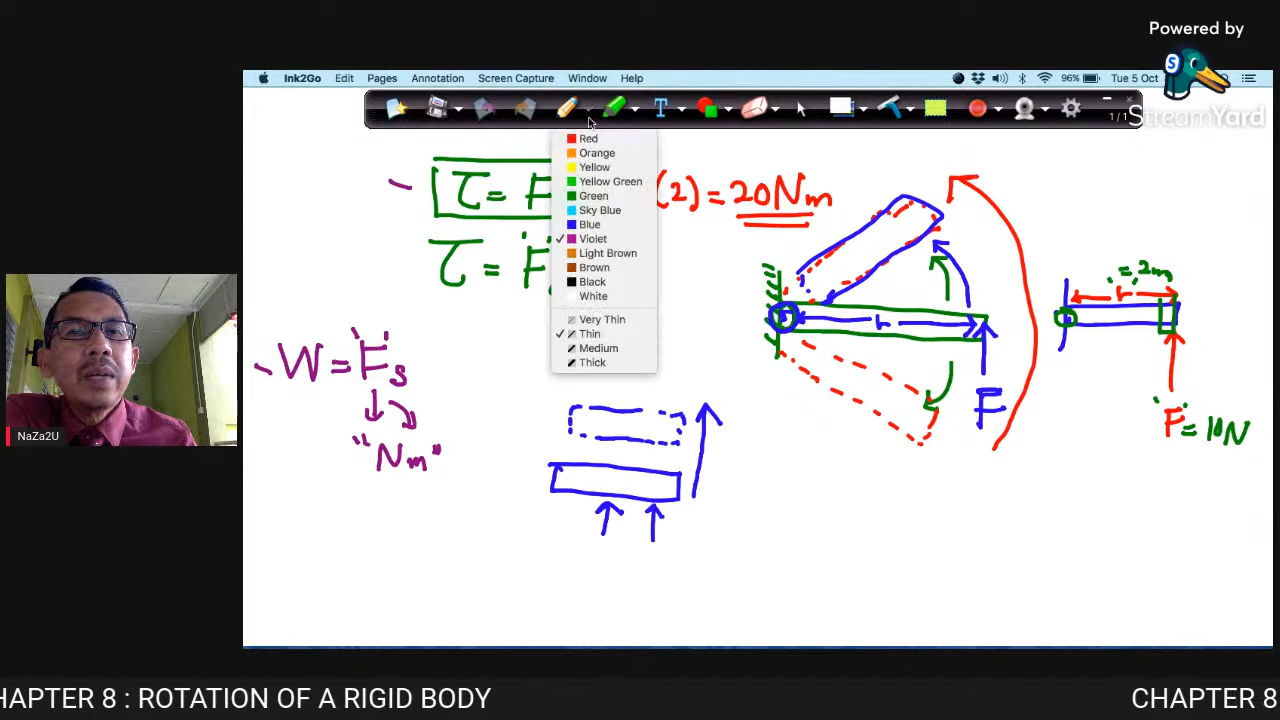 Powered by
StreamYard
Ink2Go Edit Pages Annotation Screen Capture Window Help 96% Tue 5 Oct
1 / 1
Red
Orange
Yellow
Yellow Green
Green
Sky Blue
Blue
Violet
Light Brown
Brown
Black
White
Very Thin
Thin
Medium
Thick
τ = F (2) = 20Nm
τ = F
W = Fs
"Nm"
r
F
r = 2m
F = 10N
NaZa2U
HAPTER 8 : ROTATION OF A RIGID BODY
CHAPTER 8